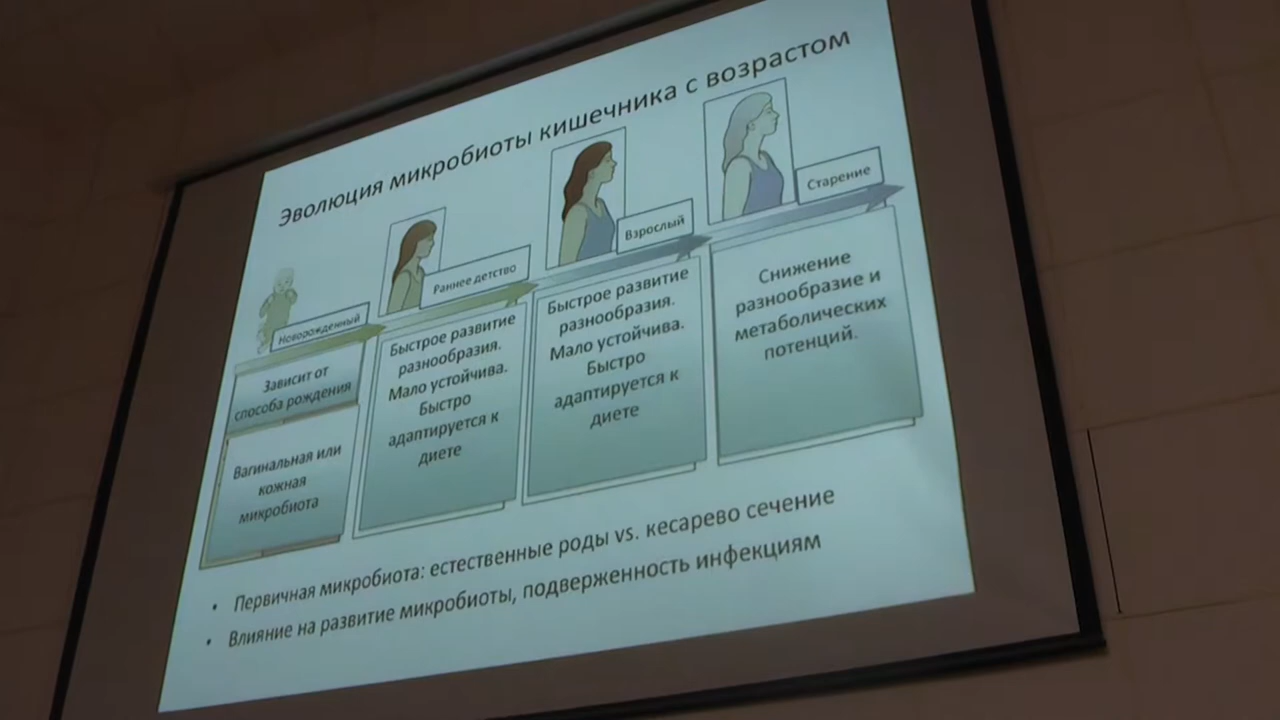 Эволюция микробиоты кишечника с возрастом
Новорожденный
Раннее детство
Взрослый
Старение
Зависит от
способа рождения
Вагинальная или
кожная
микробиота
Быстрое развитие
разнообразия.
Мало устойчива.
Быстро
адаптируется к
диете
Быстрое развитие
разнообразия.
Мало устойчива.
Быстро
адаптируется к
диете
Снижение
разнообразие и
метаболических
потенций.
• Первичная микробиота: естественные роды vs. кесарево сечение
• Влияние на развитие микробиоты, подверженность инфекциям